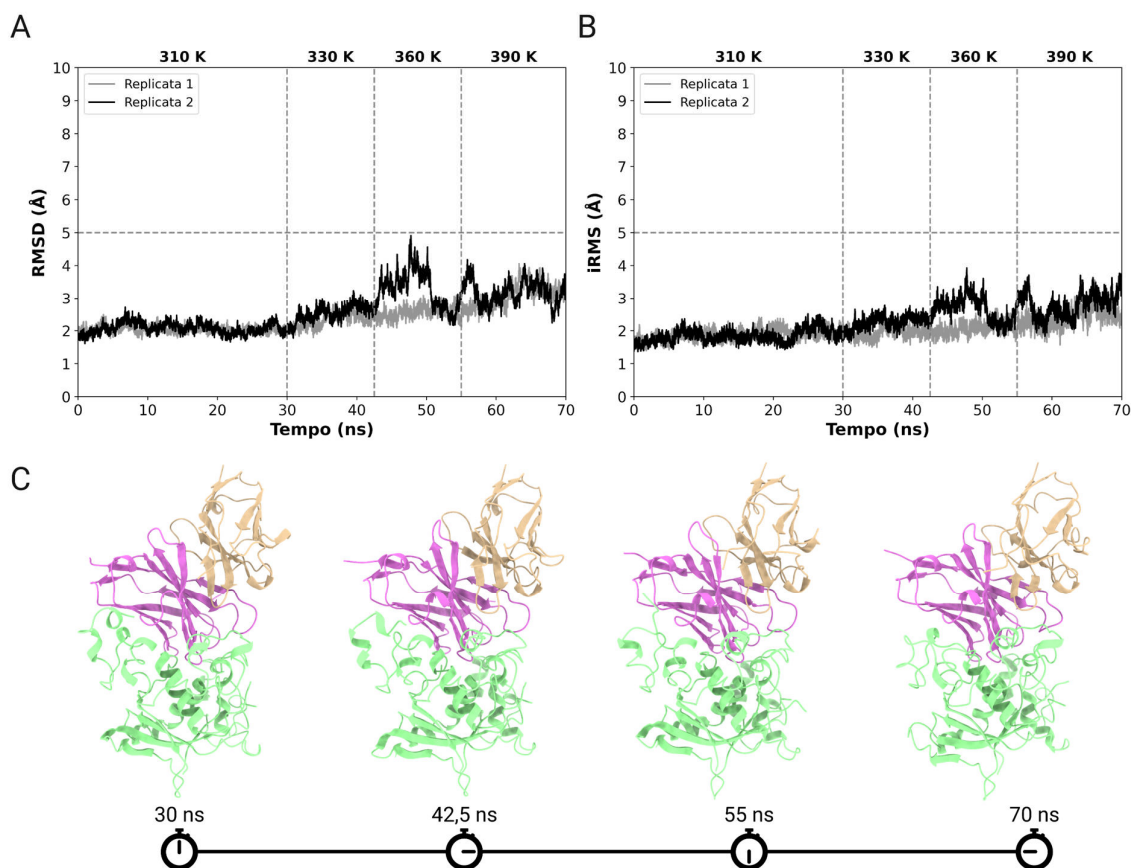 A
310 K 330 K 360 K 390 K
10
9
8
7
6
5
4
3
2
1
0
RMSD (Å)
Replicata 1
Replicata 2
0 10 20 30 40 50 60 70
Tempo (ns)
B
310 K 330 K 360 K 390 K
10
9
8
7
6
5
4
3
2
1
0
iRMS (Å)
Replicata 1
Replicata 2
0 10 20 30 40 50 60 70
Tempo (ns)
C
30 ns 42,5 ns 55 ns 70 ns